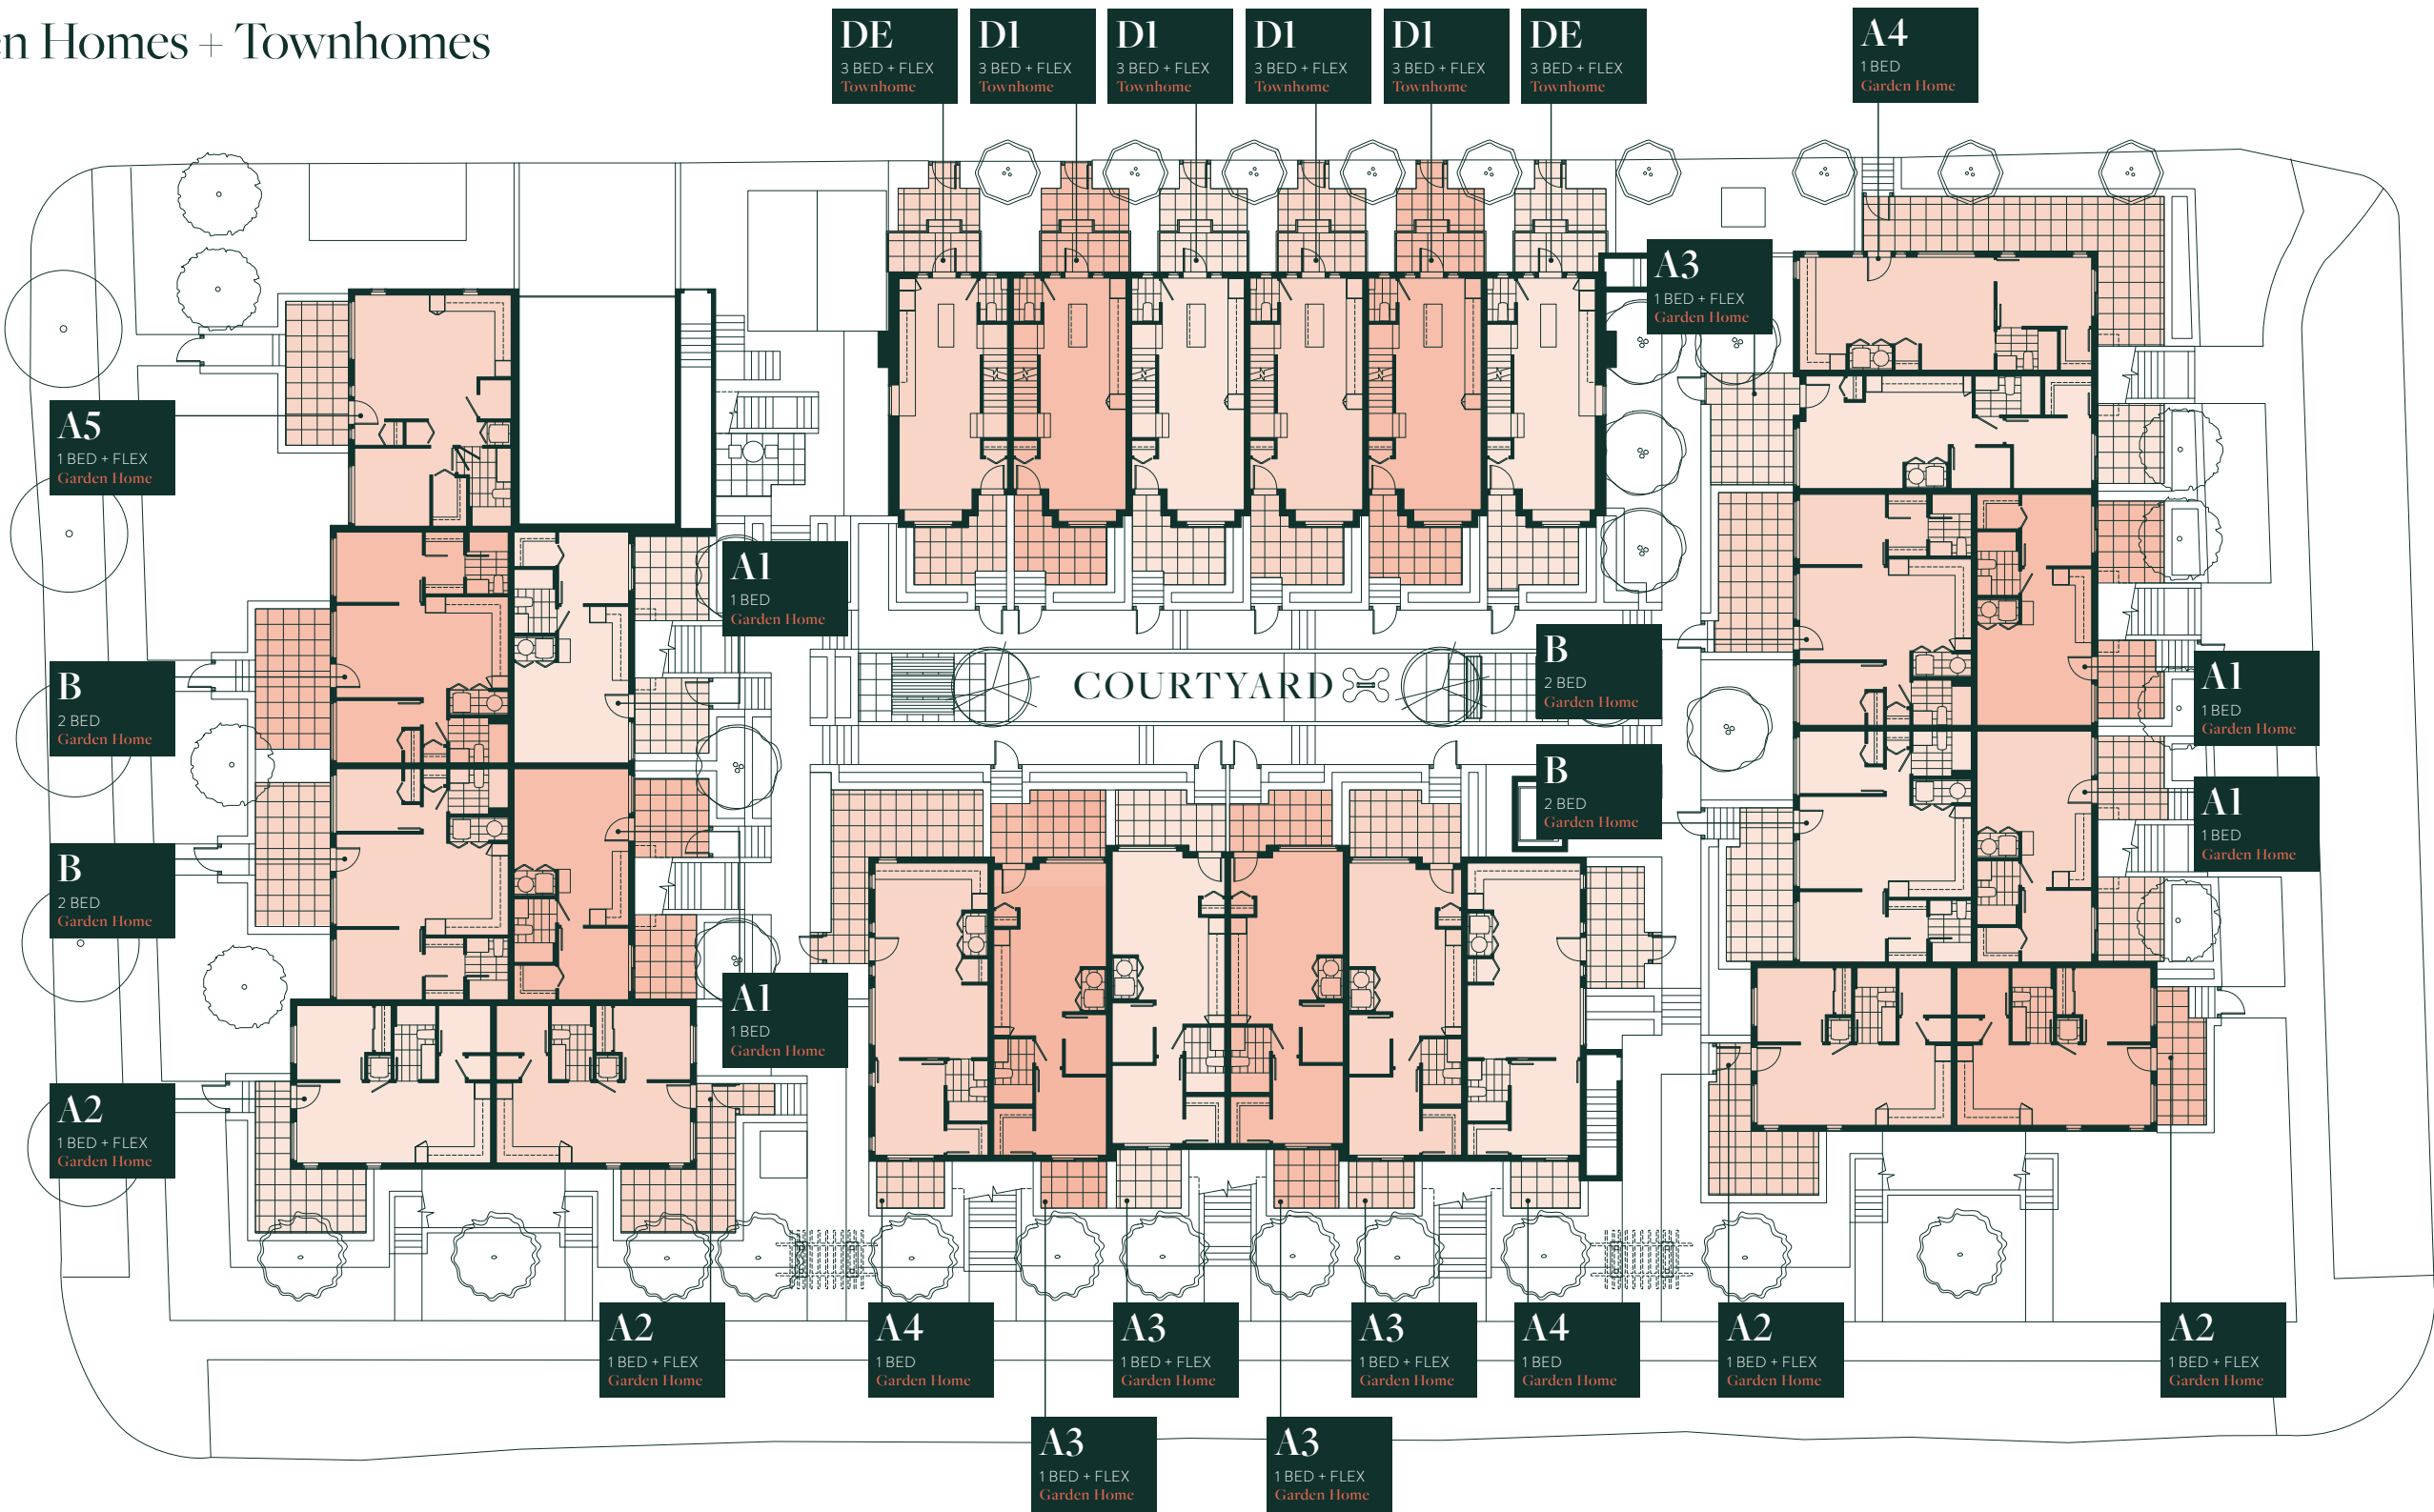 n Homes + Townhomes
DE
3 BED + FLEX
Townhome
D1
3 BED + FLEX
Townhome
D1
3 BED + FLEX
Townhome
D1
3 BED + FLEX
Townhome
D1
3 BED + FLEX
Townhome
DE
3 BED + FLEX
Townhome
A4
1 BED
Garden Home
A3
1 BED + FLEX
Garden Home
A5
1 BED + FLEX
Garden Home
A1
1 BED
Garden Home
B
2 BED
Garden Home
COURTYARD
B
2 BED
Garden Home
A1
1 BED
Garden Home
B
2 BED
Garden Home
A1
1 BED
Garden Home
B
2 BED
Garden Home
A1
1 BED
Garden Home
A2
1 BED + FLEX
Garden Home
A2
1 BED + FLEX
Garden Home
A4
1 BED
Garden Home
A3
1 BED + FLEX
Garden Home
A3
1 BED + FLEX
Garden Home
A4
1 BED
Garden Home
A2
1 BED + FLEX
Garden Home
A2
1 BED + FLEX
Garden Home
A3
1 BED + FLEX
Garden Home
A3
1 BED + FLEX
Garden Home